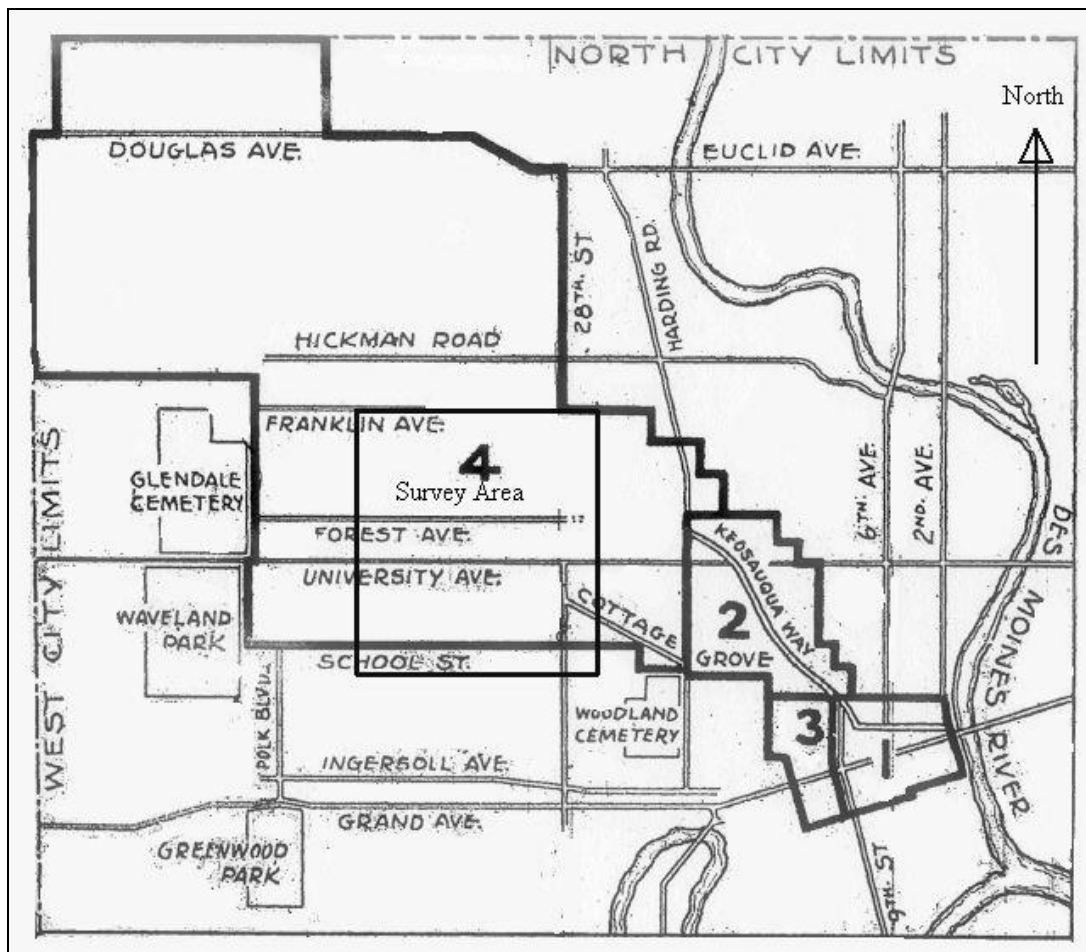 NORTH CITY LIMITS
North
DOUGLAS AVE.
EUCLID AVE.
28TH. ST
HARDING RD.
HICKMAN ROAD
FRANKLIN AVE.
4
Survey Area
GLENDALE
CEMETERY
WEST CITY LIMITS
6TH. AVE.
2ND. AVE.
DES MOINES RIVER
17
FOREST AVE.
KEOSAUQUA WAY
UNIVERSITY AVE.
COTTAGE GROVE
2
WAVELAND
PARK
SCHOOL ST.
POLK BLVD.
WOODLAND
CEMETERY
3
INGERSOLL AVE.
GRAND AVE.
GREENWOOD
PARK
9TH. ST